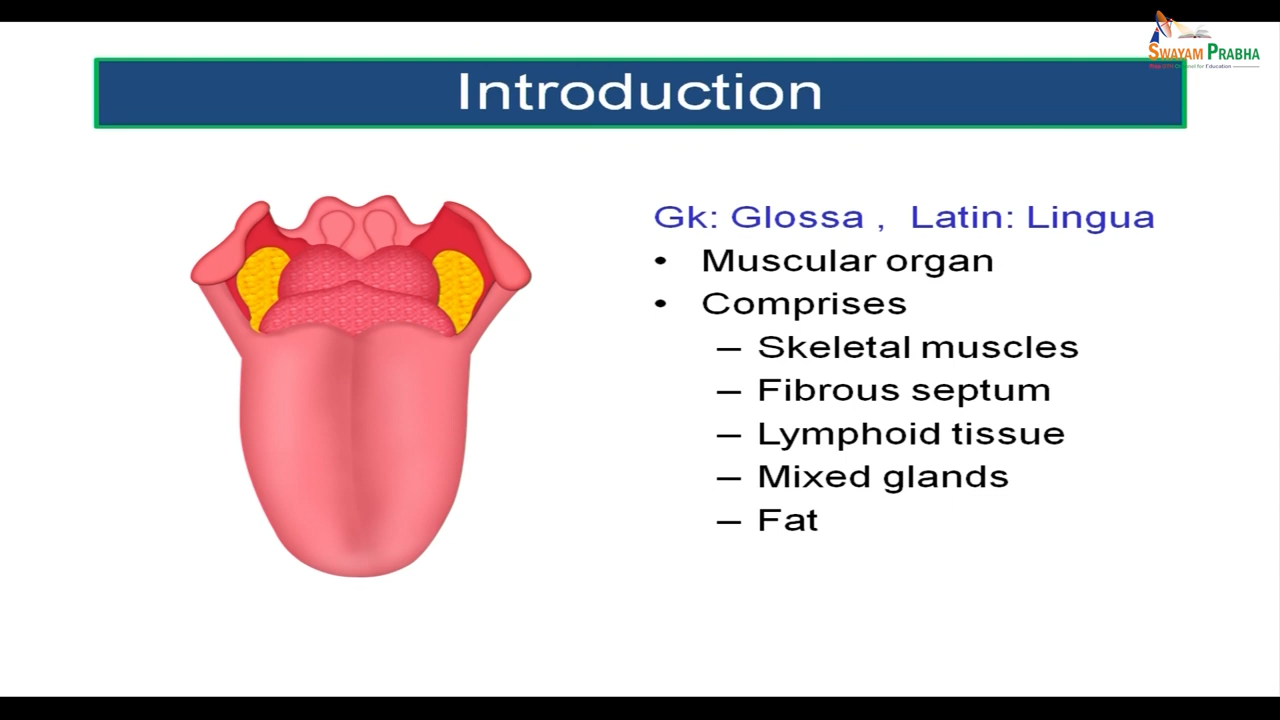 SWAYAM PRABHA
Introduction
Gk: Glossa , Latin: Lingua
• Muscular organ
• Comprises
– Skeletal muscles
– Fibrous septum
– Lymphoid tissue
– Mixed glands
– Fat